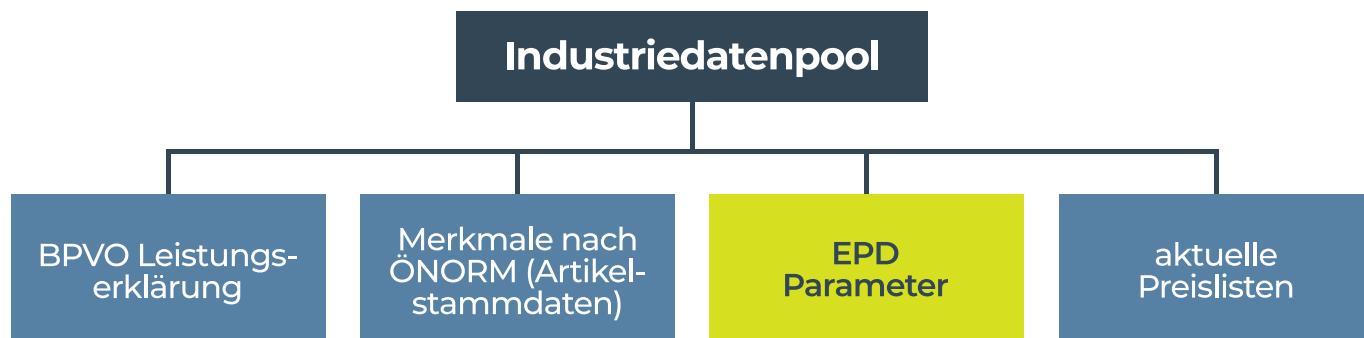 Industriedatenpool
BPVO Leistungs-
erklärung
Merkmale nach
ÖNORM (Artikel-
stammdaten)
EPD
Parameter
aktuelle
Preislisten